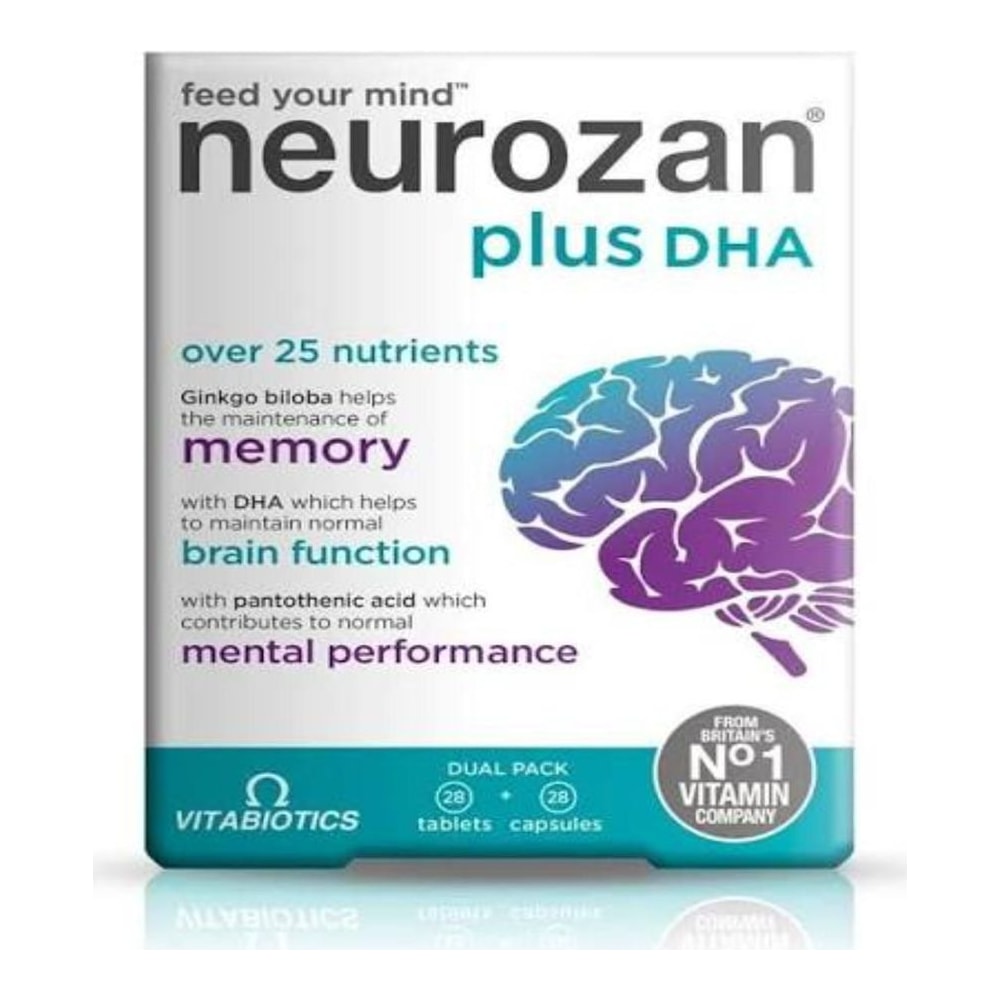 feed your mind™
neurozan®
plus DHA
over 25 nutrients
Ginkgo biloba helps
the maintenance of
memory
with DHA which helps
to maintain normal
brain function
with pantothenic acid which
contributes to normal
mental performance
FROM
BRITAIN'S
Nº1
VITAMIN
COMPANY
DUAL PACK
28 + 28
tablets capsules
VITABIOTICS